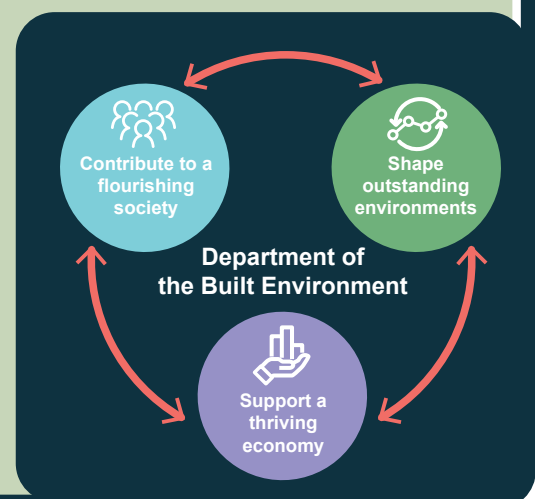 Contribute to a
flourishing
society
Shape
outstanding
environments
Department of
the Built Environment
Support a
thriving
economy